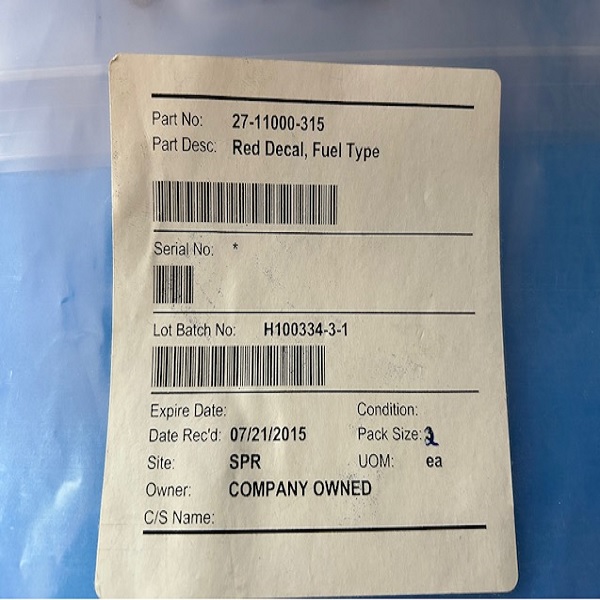 Part No: 27-11000-315
Part Desc: Red Decal, Fuel Type
Serial No: *
Lot Batch No: H100334-3-1
Expire Date: Condition:
Date Rec'd: 07/21/2015 Pack Size:
Site: SPR UOM: ea
Owner: COMPANY OWNED
C/S Name: